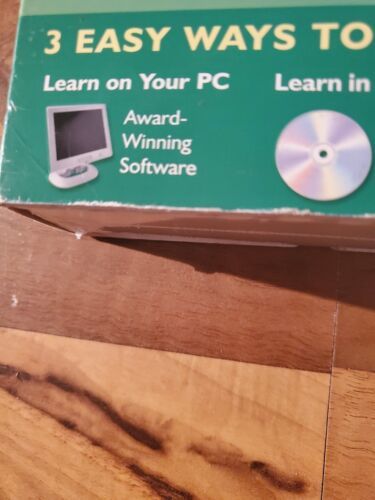 3 EASY WAYS TO
Learn on Your PC
Learn in
Award-
Winning
Software